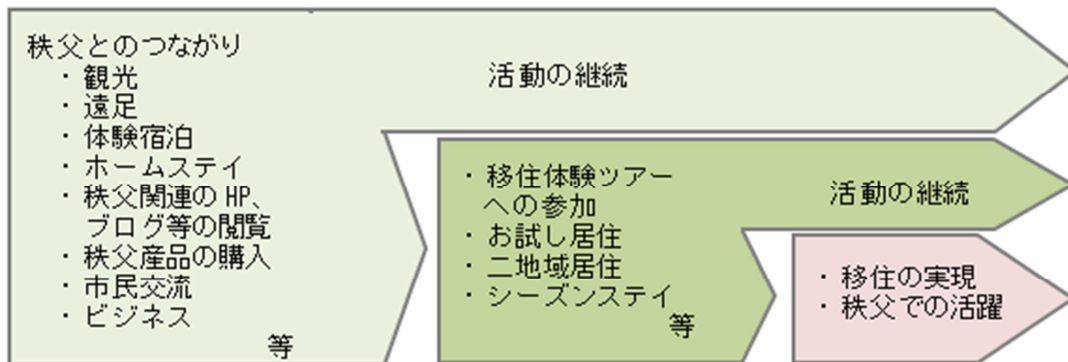 秩父とのつながり
・観光
・遠足
・体験宿泊
・ホームステイ
・秩父関連のHP、
ブログ等の閲覧
・秩父産品の購入
・市民交流
・ビジネス
等
活動の継続
・移住体験ツアー
への参加
・お試し居住
・二地域居住
・シーズンステイ
等
活動の継続
・移住の実現
・秩父での活躍